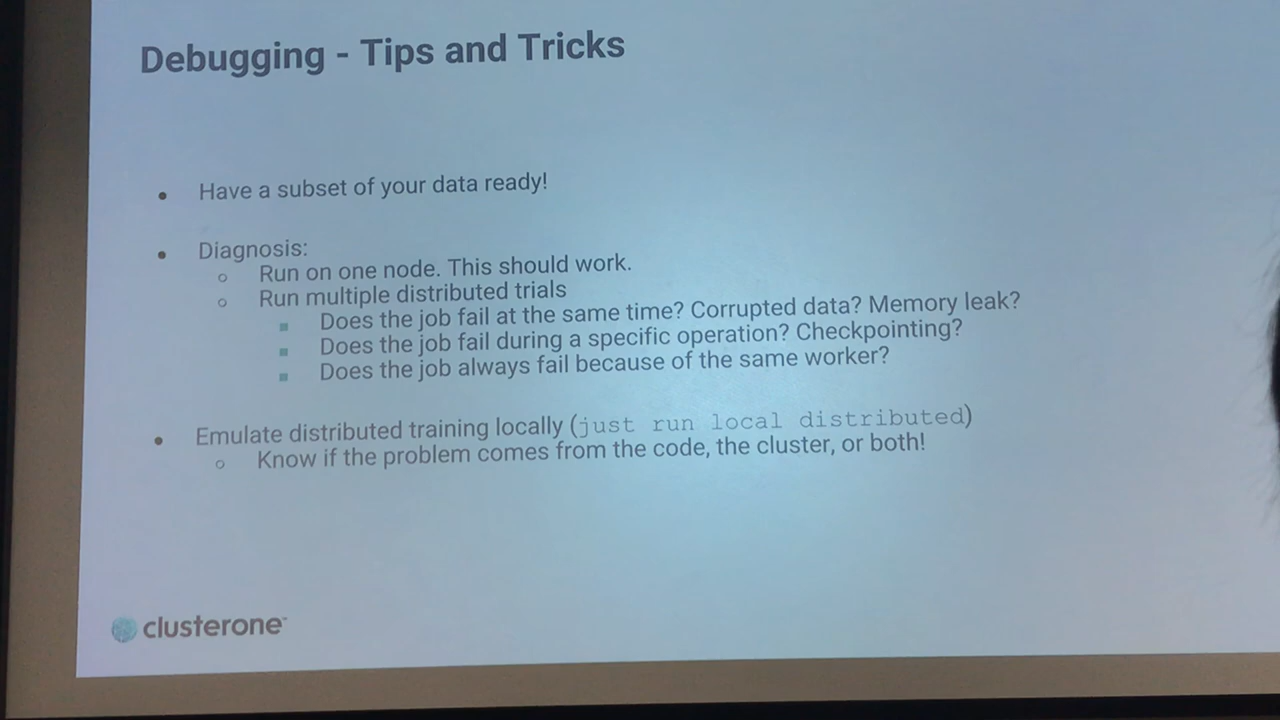 Debugging - Tips and Tricks
• Have a subset of your data ready!
• Diagnosis:
○ Run on one node. This should work.
○ Run multiple distributed trials
■ Does the job fail at the same time? Corrupted data? Memory leak?
■ Does the job fail during a specific operation? Checkpointing?
■ Does the job always fail because of the same worker?
• Emulate distributed training locally (just run local distributed)
○ Know if the problem comes from the code, the cluster, or both!
clusterone™